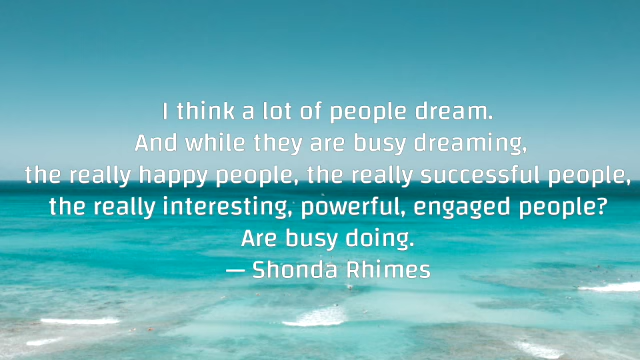 I think a lot of people dream.
And while they are busy dreaming,
the really happy people, the really successful people,
the really interesting, powerful, engaged people?
Are busy doing.
— Shonda Rhimes